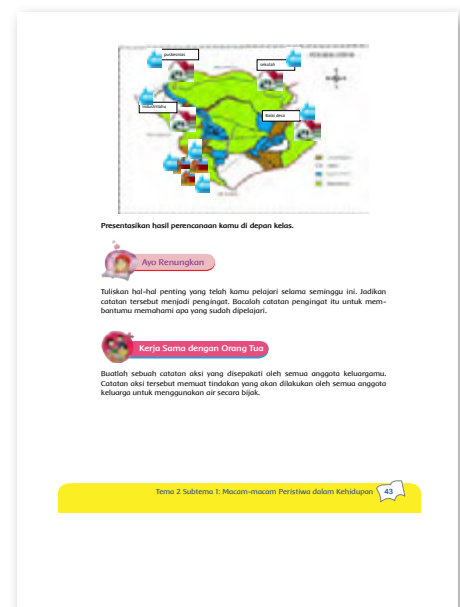 puskesmas
sekolah
Industri tahu
Balai desa
Presentasikan hasil perencanaan kamu di depan kelas.
Ayo Renungkan
Tuliskan hal-hal penting yang telah kamu pelajari selama seminggu ini. Jadikan
catatan tersebut menjadi pengingat. Bacalah catatan pengingat itu untuk mem-
bantumu memahami apa yang sudah dipelajari.
Kerja Sama dengan Orang Tua
Buatlah sebuah catatan aksi yang disepakati oleh semua anggota keluargamu.
Catatan aksi tersebut memuat tindakan yang akan dilakukan oleh semua anggota
keluarga untuk menggunakan air secara bijak.
Tema 2 Subtema 1: Macam-macam Peristiwa dalam Kehidupan 43